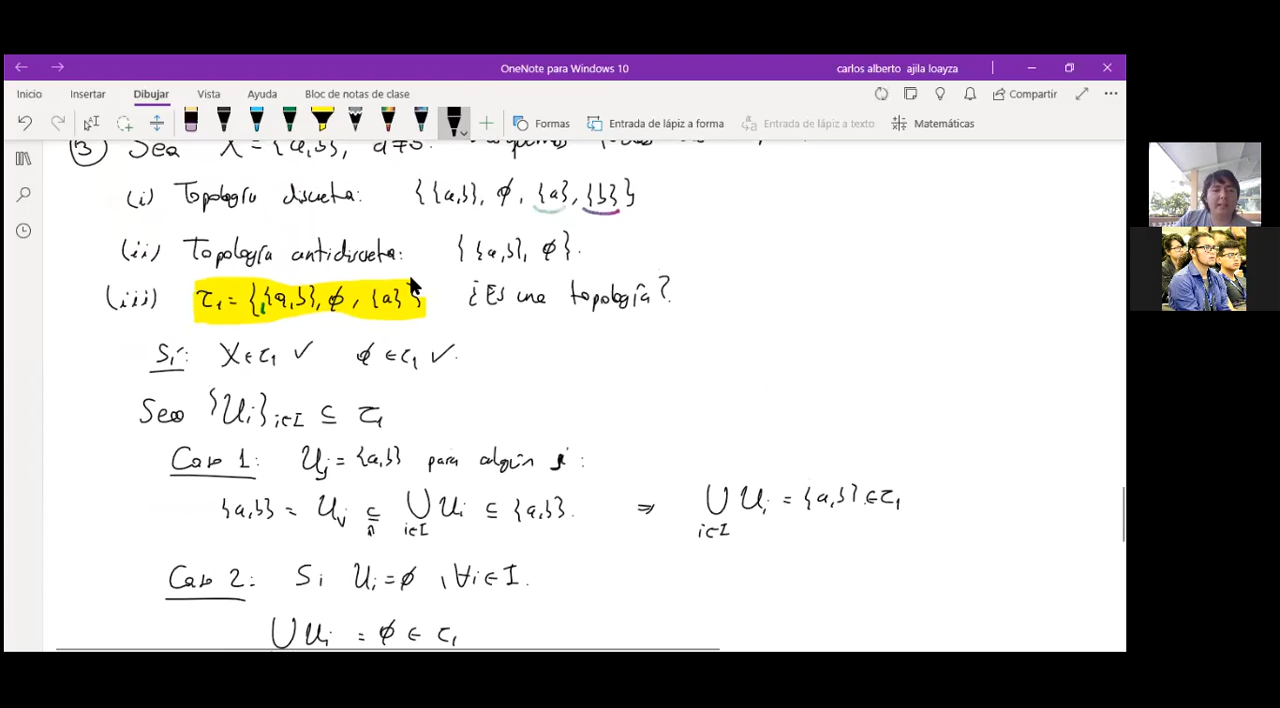 OneNote para Windows 10
carlos alberto ajila loayza
Inicio Insertar Dibujar Vista Ayuda Bloc de notas de clase
Compartir
Formas Entrada de lápiz a forma Entrada de lápiz a texto Matemáticas
③ Sea X = {a,b}, a≠b.
(i) Topología discreta: {{a,b}, ϕ, {a}, {b}}
(ii) Topología antidiscreta: {{a,b}, ϕ}.
(iii) τ₁ = {{a,b}, ϕ, {a}} ¿Es una topología?
Sí: X ∈ τ₁ ✓ ϕ ∈ τ₁ ✓.
Sea {Uᵢ}ᵢ∈I ⊆ τ₁
Caso 1: Uⱼ = {a,b} para algún j:
{a,b} = Uⱼ ⊆ ⋃ Uᵢ ⊆ {a,b}. ⇒ ⋃ Uᵢ = {a,b} ∈ τ₁
i∈I i∈I
Caso 2: Si Uᵢ = ϕ, ∀i ∈ I.
⋃ Uᵢ = ϕ ∈ τ₁